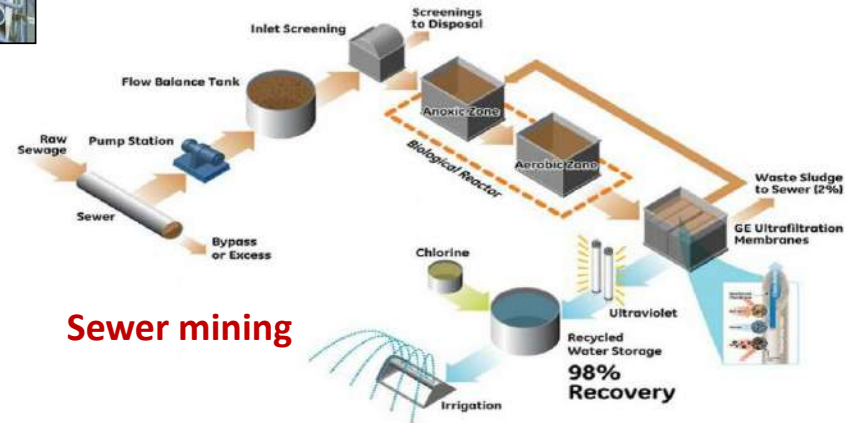 Screenings
to Disposal
Inlet Screening
Flow Balance Tank
Anoxic Zone
Raw
Sewage
Pump Station
Aerobic Zone
Biological Reactor
Waste Sludge
to Sewer (2%)
Sewer
GE Ultrafiltration
Membranes
Bypass
or Excess
Chlorine
Ultraviolet
Sewer mining
Recycled
Water Storage
98%
Recovery
Irrigation